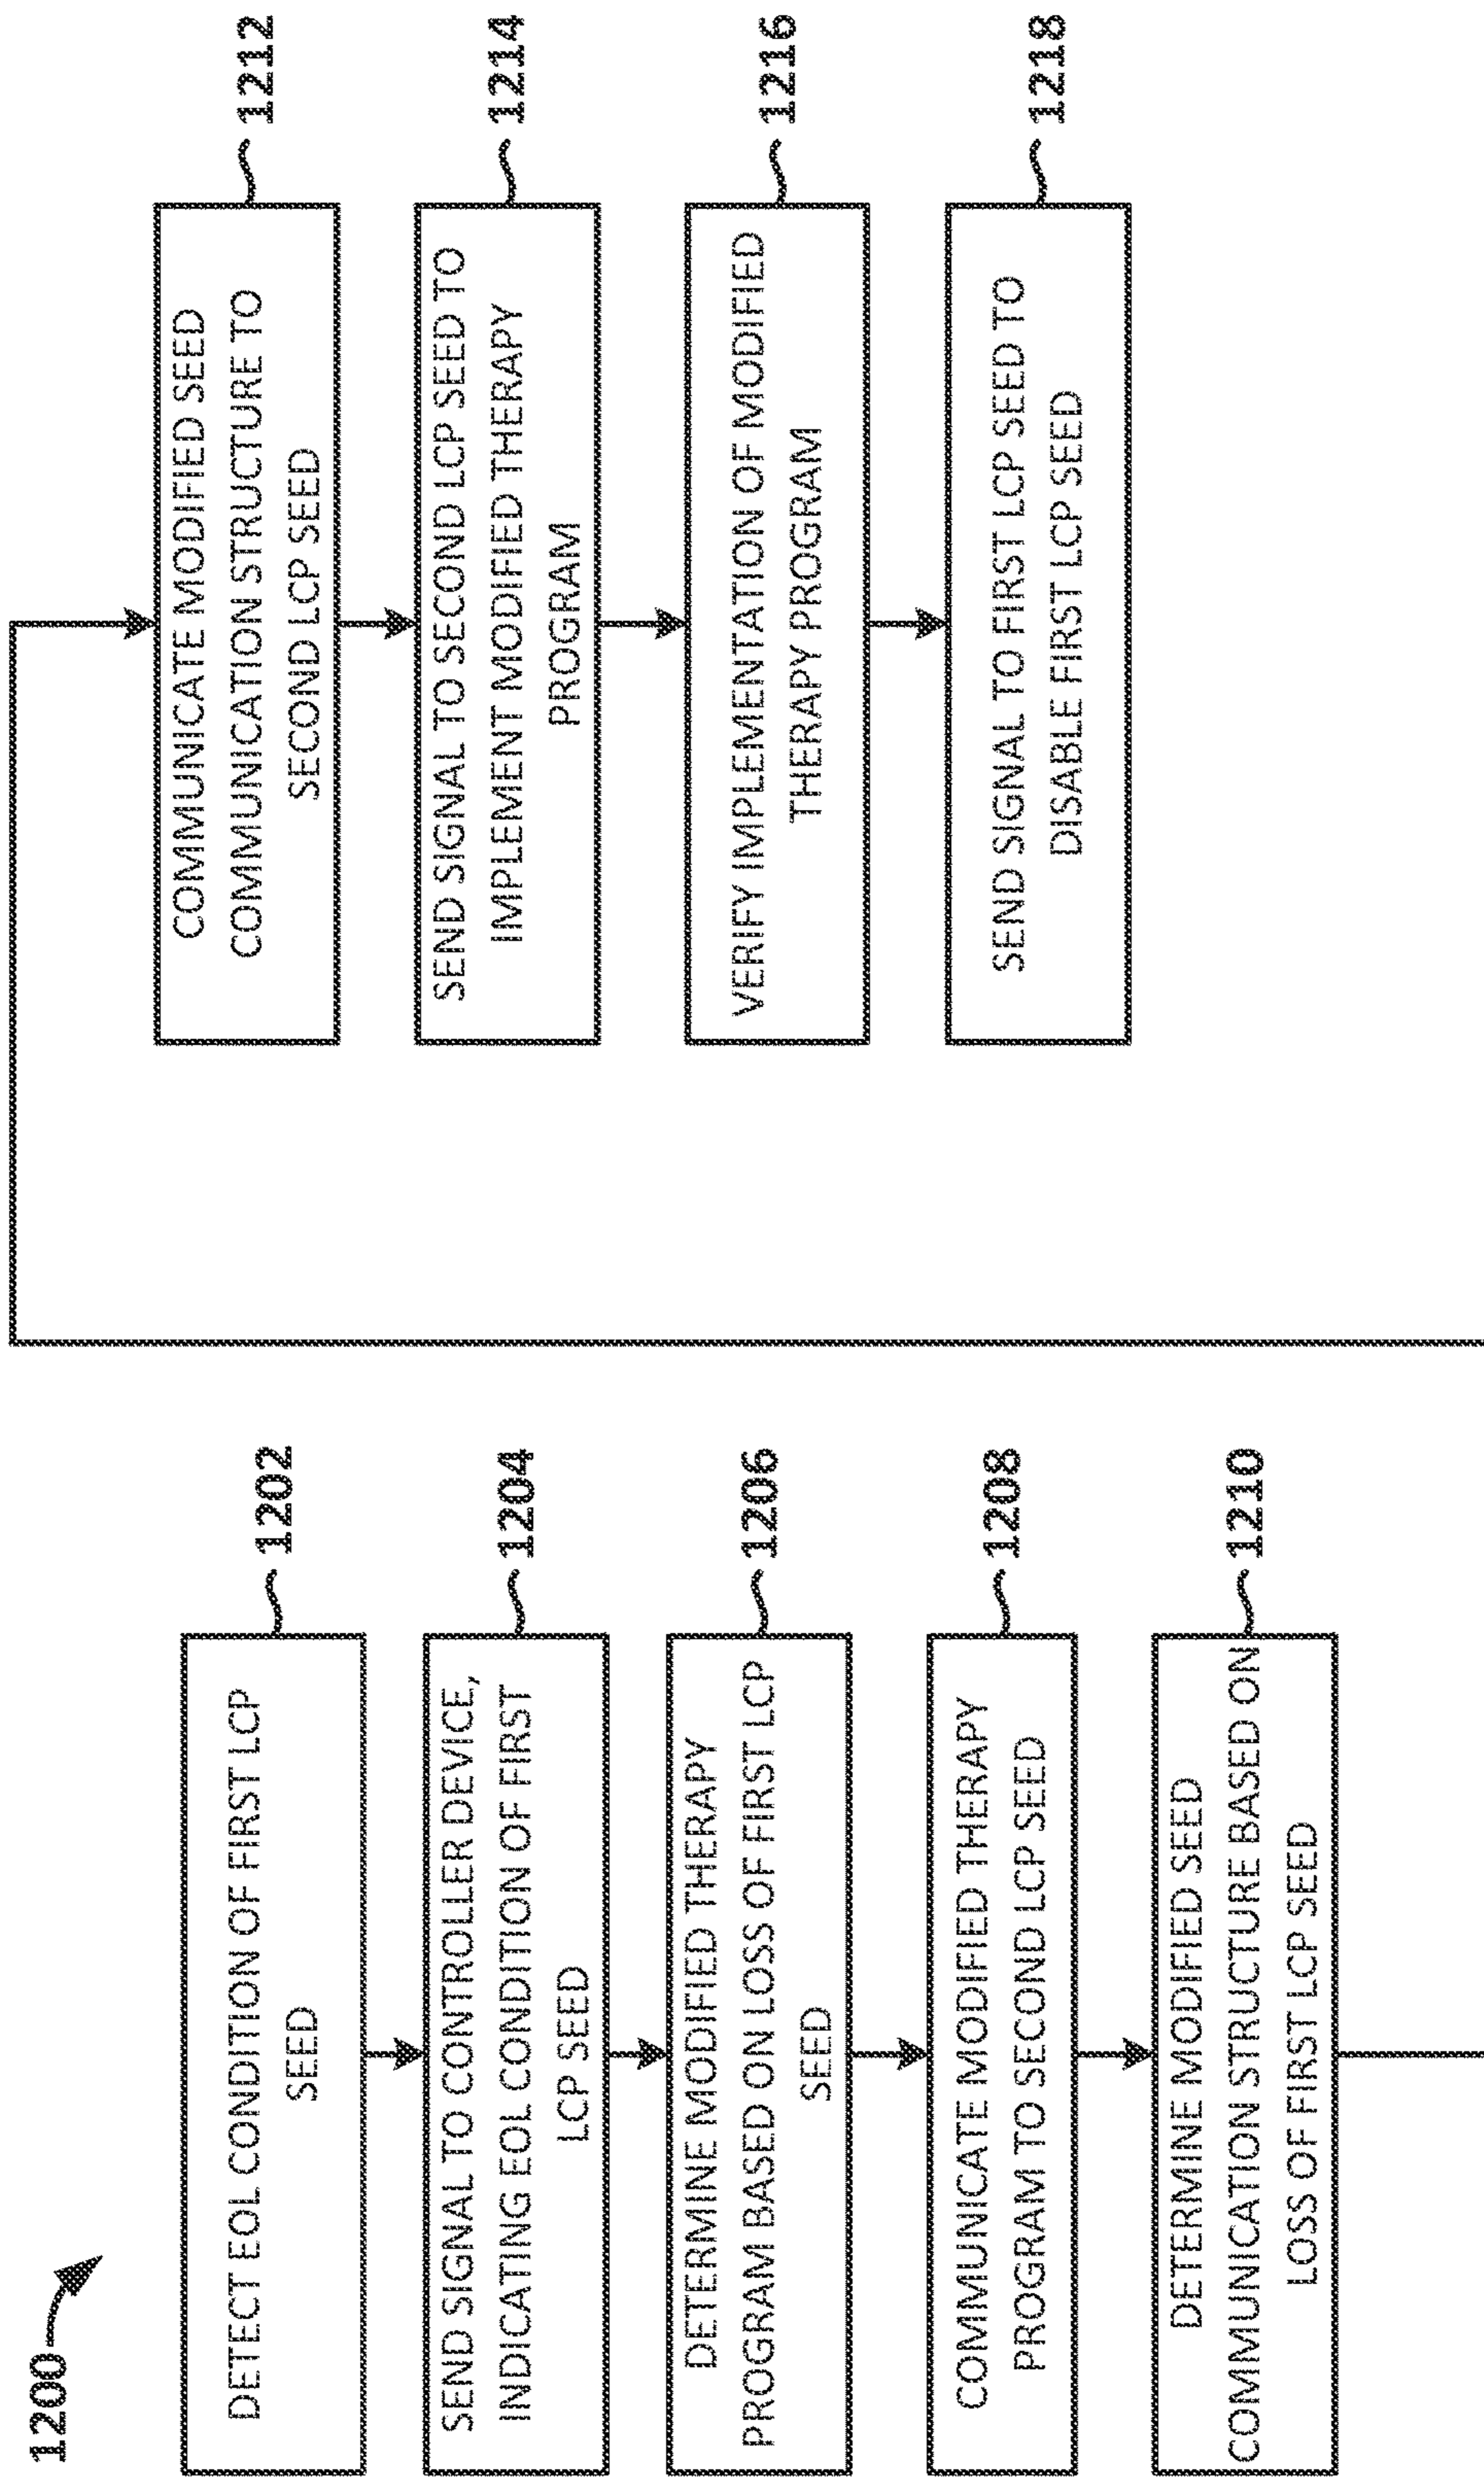 1200
DETECT EOL CONDITION OF FIRST LCP
SEED
1202
SEND SIGNAL TO CONTROLLER DEVICE,
INDICATING EOL CONDITION OF FIRST
LCP SEED
1204
DETERMINE MODIFIED THERAPY
PROGRAM BASED ON LOSS OF FIRST LCP
SEED
1206
COMMUNICATE MODIFIED THERAPY
PROGRAM TO SECOND LCP SEED
1208
DETERMINE MODIFIED SEED
COMMUNICATION STRUCTURE BASED ON
LOSS OF FIRST LCP SEED
1210
COMMUNICATE MODIFIED SEED
COMMUNICATION STRUCTURE TO
SECOND LCP SEED
1212
SEND SIGNAL TO SECOND LCP SEED TO
IMPLEMENT MODIFIED THERAPY
PROGRAM
1214
VERIFY IMPLEMENTATION OF MODIFIED
THERAPY PROGRAM
1216
SEND SIGNAL TO FIRST LCP SEED TO
DISABLE FIRST LCP SEED
1218